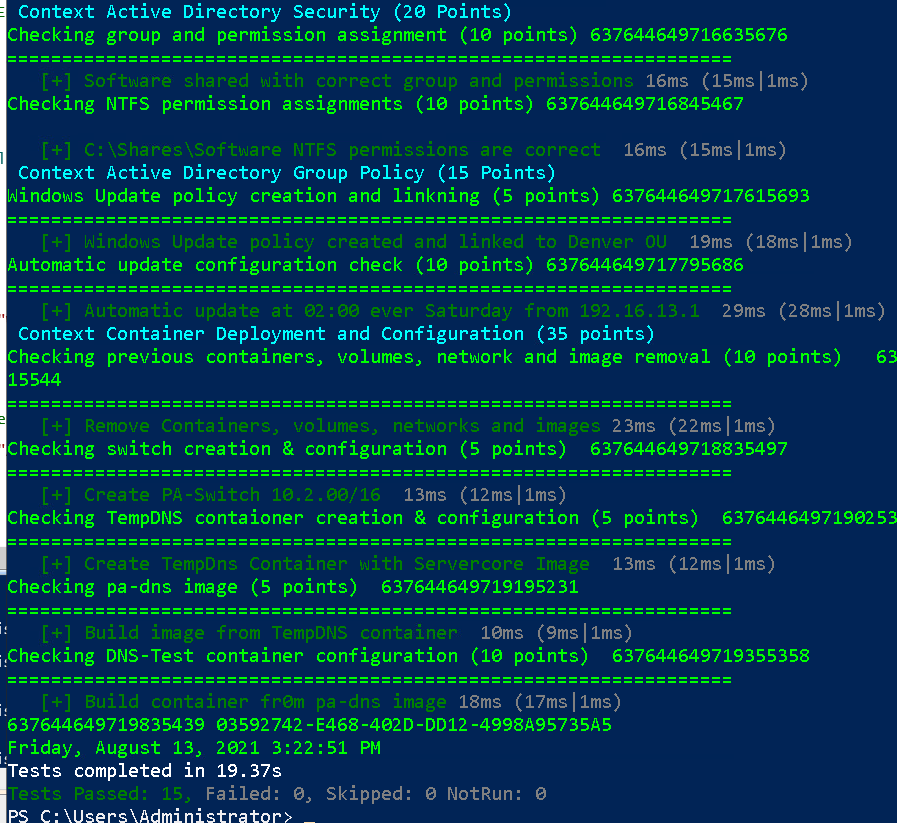 Context Active Directory Security (20 Points)
Checking group and permission assignment (10 points) 637644649716635676
==================================================================
[+] Software shared with correct group and permissions 16ms (15ms|1ms)
Checking NTFS permission assignments (10 points) 637644649716845467
[+] C:\Shares\Software NTFS permissions are correct 16ms (15ms|1ms)
Context Active Directory Group Policy (15 Points)
Windows Update policy creation and linkning (5 points) 637644649717615693
==================================================================
[+] Windows Update policy created and linked to Denver OU 19ms (18ms|1ms)
Automatic update configuration check (10 points) 637644649717795686
==================================================================
[+] Automatic update at 02:00 ever Saturday from 192.16.13.1 29ms (28ms|1ms)
Context Container Deployment and Configuration (35 points)
Checking previous containers, volumes, network and image removal (10 points) 63
15544
==================================================================
[+] Remove Containers, volumes, networks and images 23ms (22ms|1ms)
Checking switch creation & configuration (5 points) 637644649718835497
==================================================================
[+] Create PA-Switch 10.2.00/16 13ms (12ms|1ms)
Checking TempDNS contaioner creation & configuration (5 points) 6376446497190253
==================================================================
[+] Create TempDns Container with Servercore Image 13ms (12ms|1ms)
Checking pa-dns image (5 points) 637644649719195231
==================================================================
[+] Build image from TempDNS container 10ms (9ms|1ms)
Checking DNS-Test container configuration (10 points) 637644649719355358
==================================================================
[+] Build container fr0m pa-dns image 18ms (17ms|1ms)
637644649719835439 03592742-E468-402D-DD12-4998A95735A5
Friday, August 13, 2021 3:22:51 PM
Tests completed in 19.37s
Tests Passed: 15, Failed: 0, Skipped: 0 NotRun: 0
PS C:\Users\Administrator> _